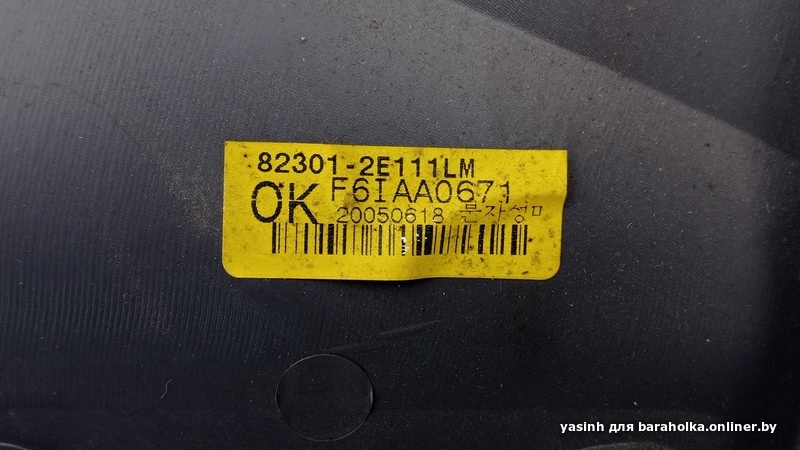 82301-2E111LM
OK F6IAA0671
20050618
yasinh для baraholka.onliner.by